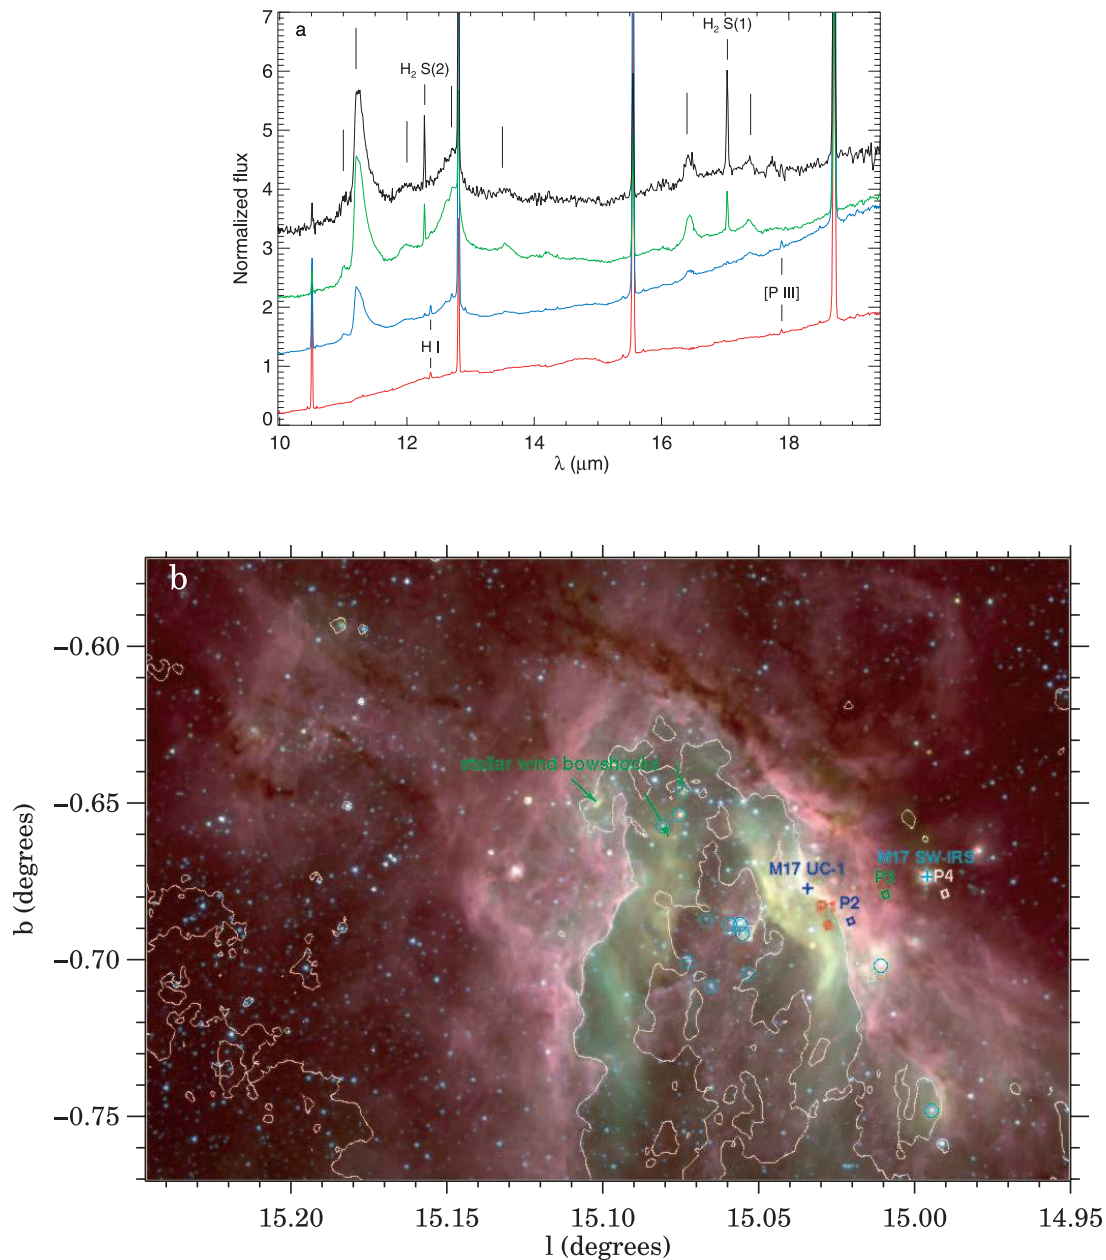 a
7
6
5
4
3
2
1
0
Normalized flux
H₂ S(2)
H₂ S(1)
[P III]
H I
10
12
14
16
18
λ (μm)
b
−0.60
−0.65
−0.70
−0.75
b (degrees)
stellar wind bowshocks
M17 UC-1
M17 SW-IRS
P1
P2
P3
P4
15.20
15.15
15.10
15.05
15.00
14.95
l (degrees)